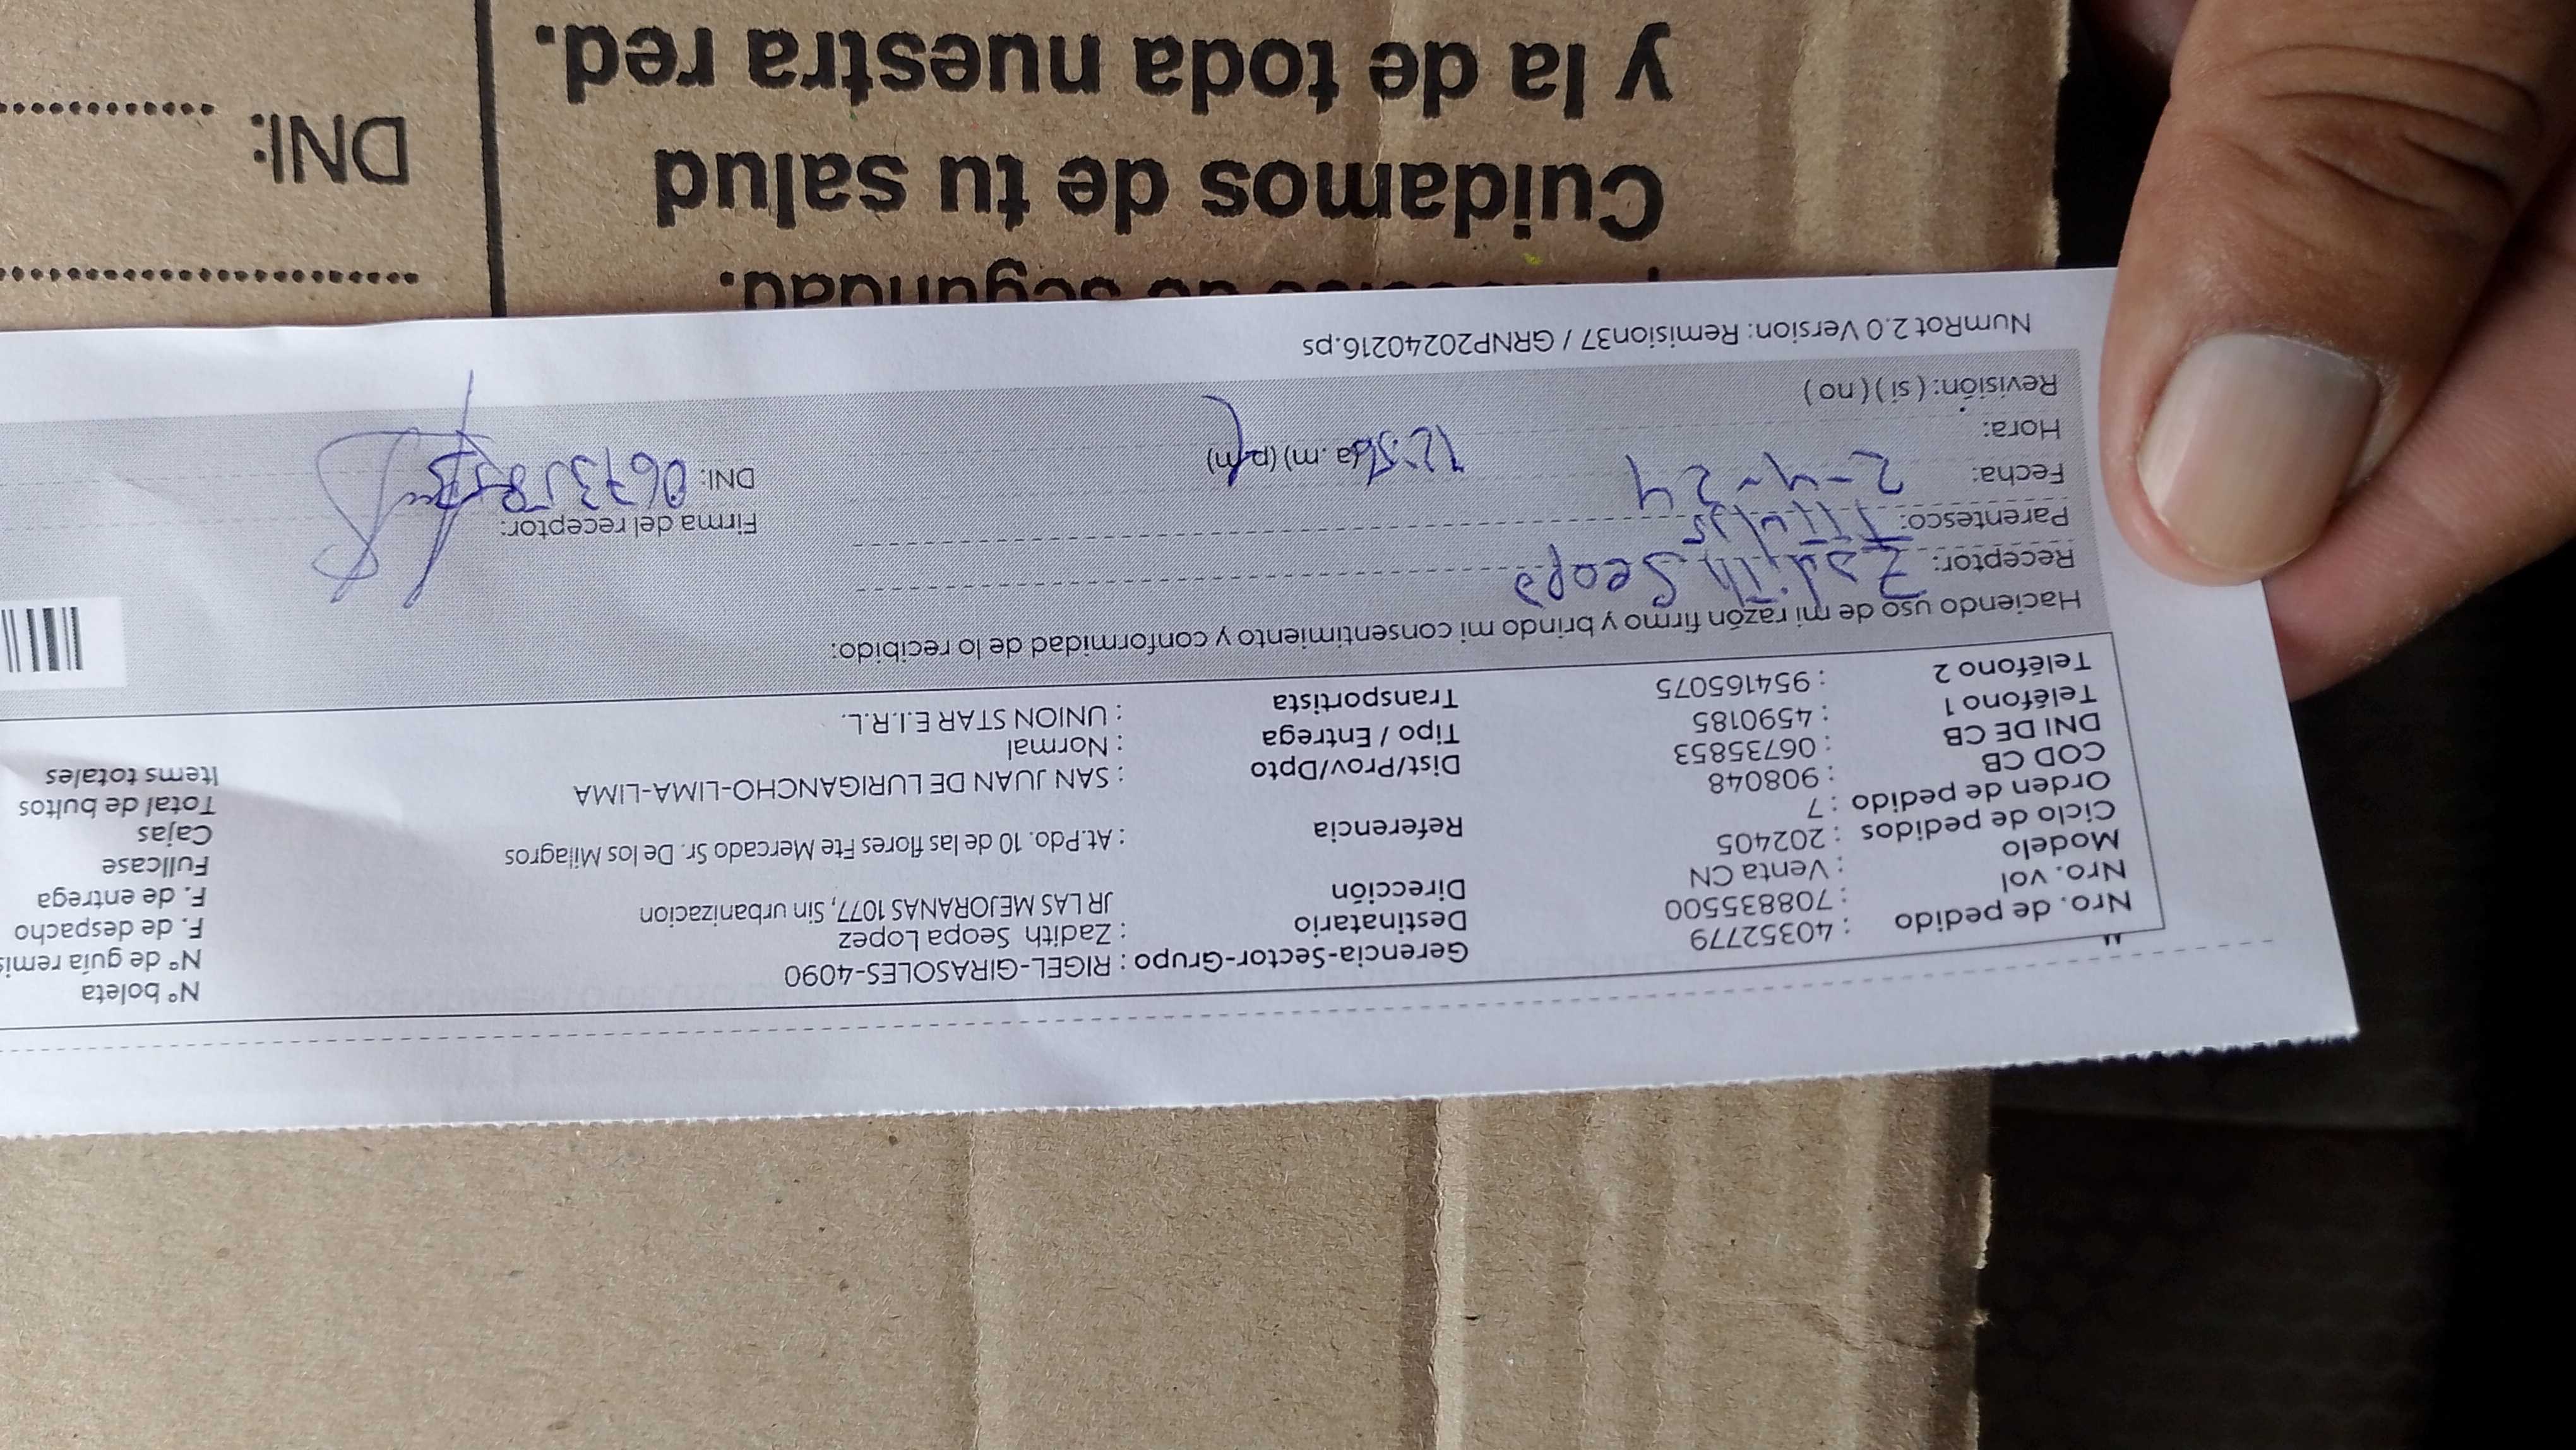 Nº boleta
Nº de guía remis
F. de despacho
F. de entrega
Fullcase
Cajas
Total de bultos
Items totales
Gerencia-Sector-Grupo : RIGEL-GIRASOLES-4090
Destinatario : Zadith Seopa Lopez
Dirección JR LAS MEJORANAS 1077, Sin urbanizacion
Referencia : At.Pdo. 10 de las flores Fte Mercado Sr. De los Milagros
Dist/Prov/Dpto : SAN JUAN DE LURIGANCHO-LIMA-LIMA
Tipo / Entrega : Normal
Transportista : UNION STAR E.I.R.L.
Nro. de pedido : 40352779
Nro. vol : 708835500
Modelo : Venta CN
Ciclo de pedidos : 202405
Orden de pedido : 7
COD CB : 908048
DNI DE CB : 06735853
Teléfono 1 : 4590185
Teléfono 2 : 954165075
Haciendo uso de mi razón firmo y brindo mi consentimiento y conformidad de lo recibido:
Receptor: Zadith Seopa
Parentesco: Titular
Fecha: 2-4-24
Hora: 12:56 (a. m) (p. m)
Revisión: ( sí ) ( no )
Firma del receptor:
DNI: 06735853
NumRot 2.0 Version: Remision37 / GRNP20240216.ps
seguridad.
Cuidamos de tu salud
y la de toda nuestra red.
DNI: